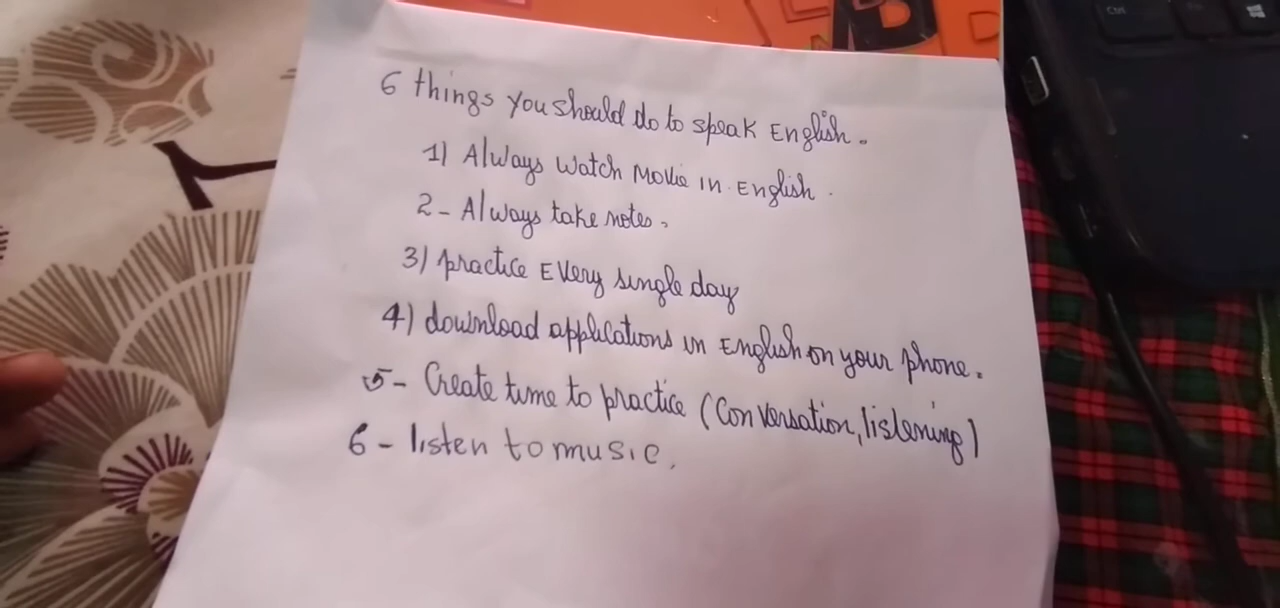 6 things you should do to speak English.
1) Always watch Movie in English.
2- Always take notes.
3) practice Every single day
4) download applications in English on your phone.
5- Create time to practice (Conversation, listening)
6- listen to music.
Ctrl